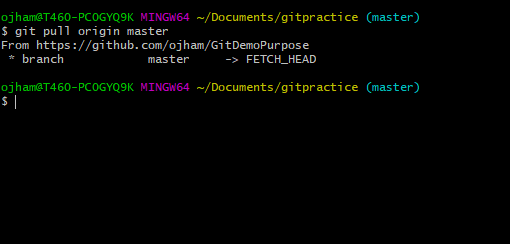 ojham@T460-PC0GYQ9K MINGW64 ~/Documents/gitpractice (master)
$ git pull origin master
From https://github.com/ojham/GitDemoPurpose
 * branch            master     -> FETCH_HEAD
ojham@T460-PC0GYQ9K MINGW64 ~/Documents/gitpractice (master)
$